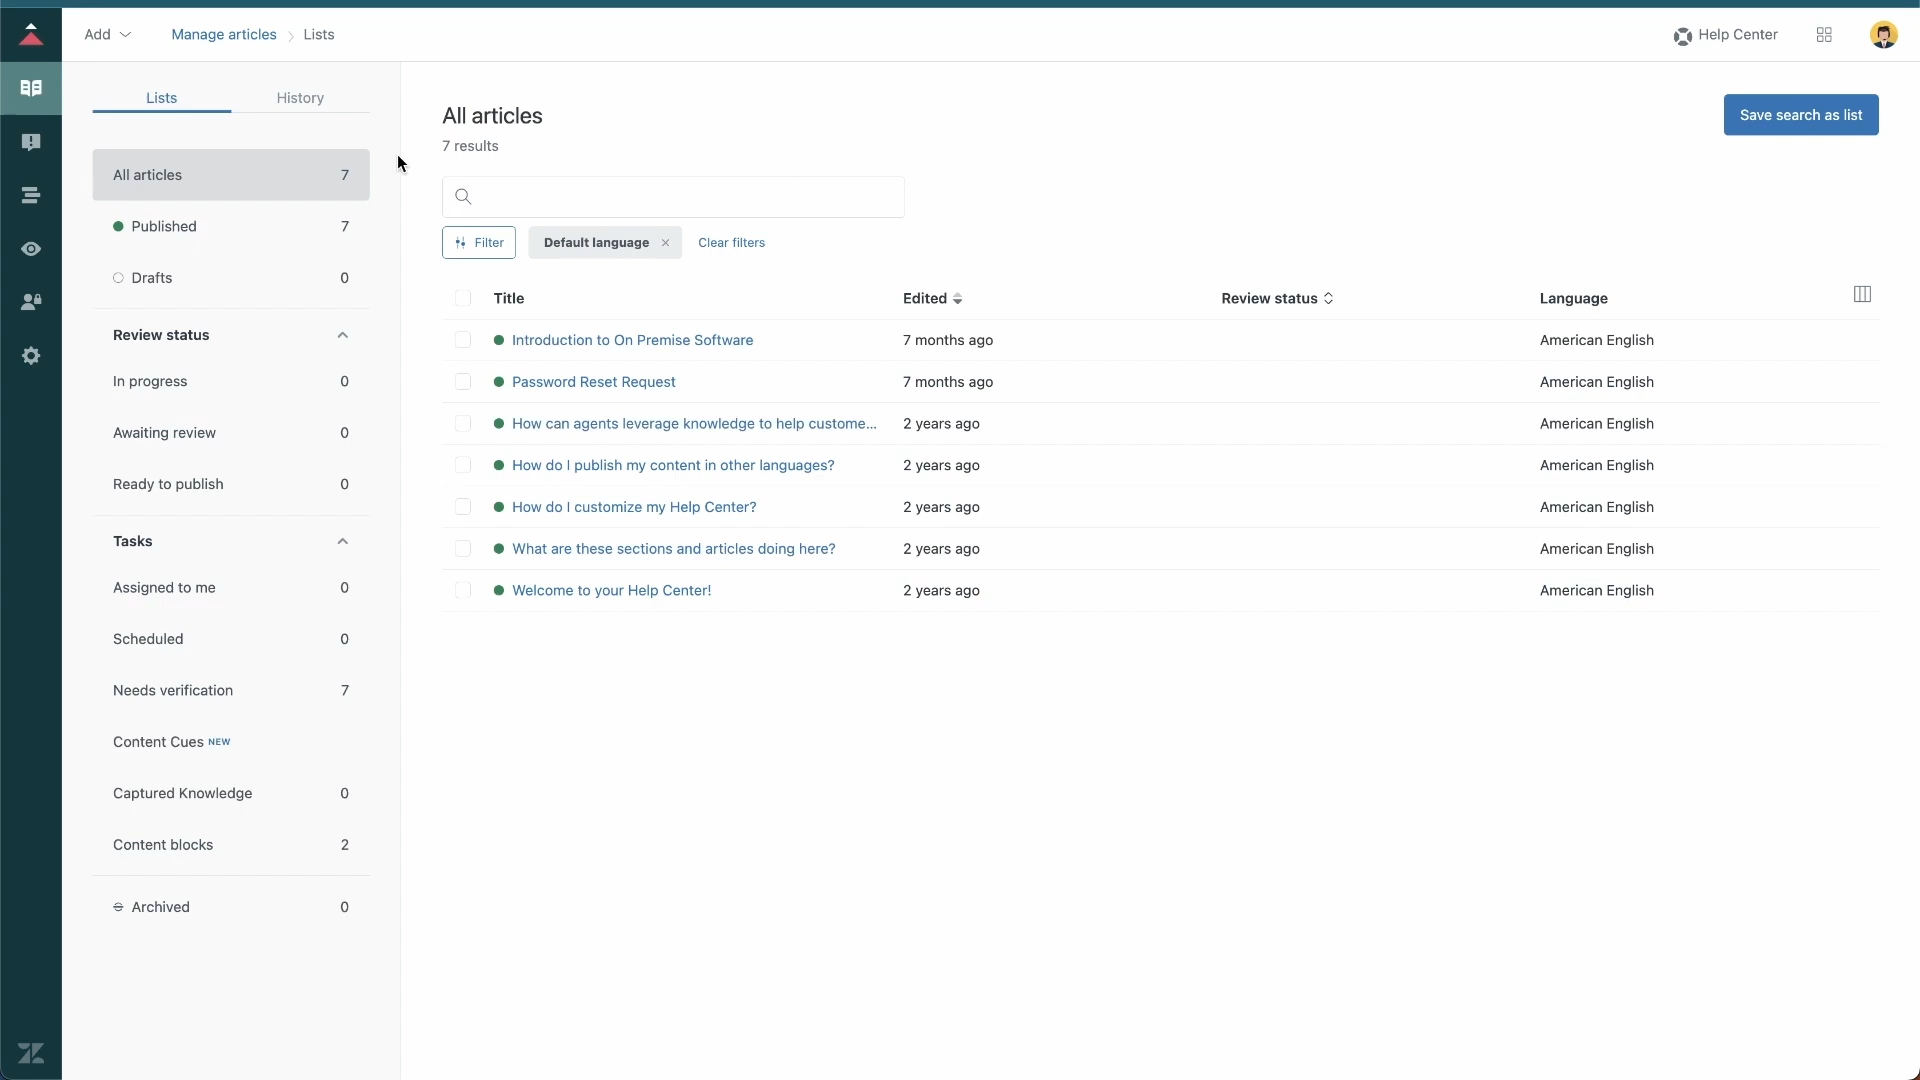 Add
Manage articles
Lists
Help Center
Lists
History
All articles 7
Published 7
Drafts 0
Review status
In progress 0
Awaiting review 0
Ready to publish 0
Tasks
Assigned to me 0
Scheduled 0
Needs verification 7
Content Cues NEW
Captured Knowledge 0
Content blocks 2
Archived 0
All articles
7 results
Save search as list
Filter
Default language
Clear filters
Title Edited Review status Language
Introduction to On Premise Software 7 months ago American English
Password Reset Request 7 months ago American English
How can agents leverage knowledge to help custome... 2 years ago American English
How do I publish my content in other languages? 2 years ago American English
How do I customize my Help Center? 2 years ago American English
What are these sections and articles doing here? 2 years ago American English
Welcome to your Help Center! 2 years ago American English